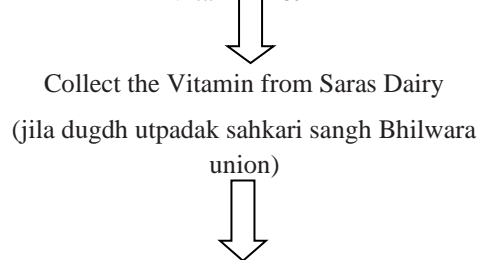 Collect the Vitamin from Saras Dairy
(jila dugdh utpadak sahkari sangh Bhilwara
union)